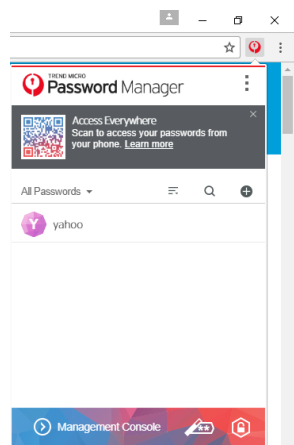 TREND MICRO
Password Manager
Access Everywhere
Scan to access your passwords from
your phone. Learn more
All Passwords
Y yahoo
Management Console